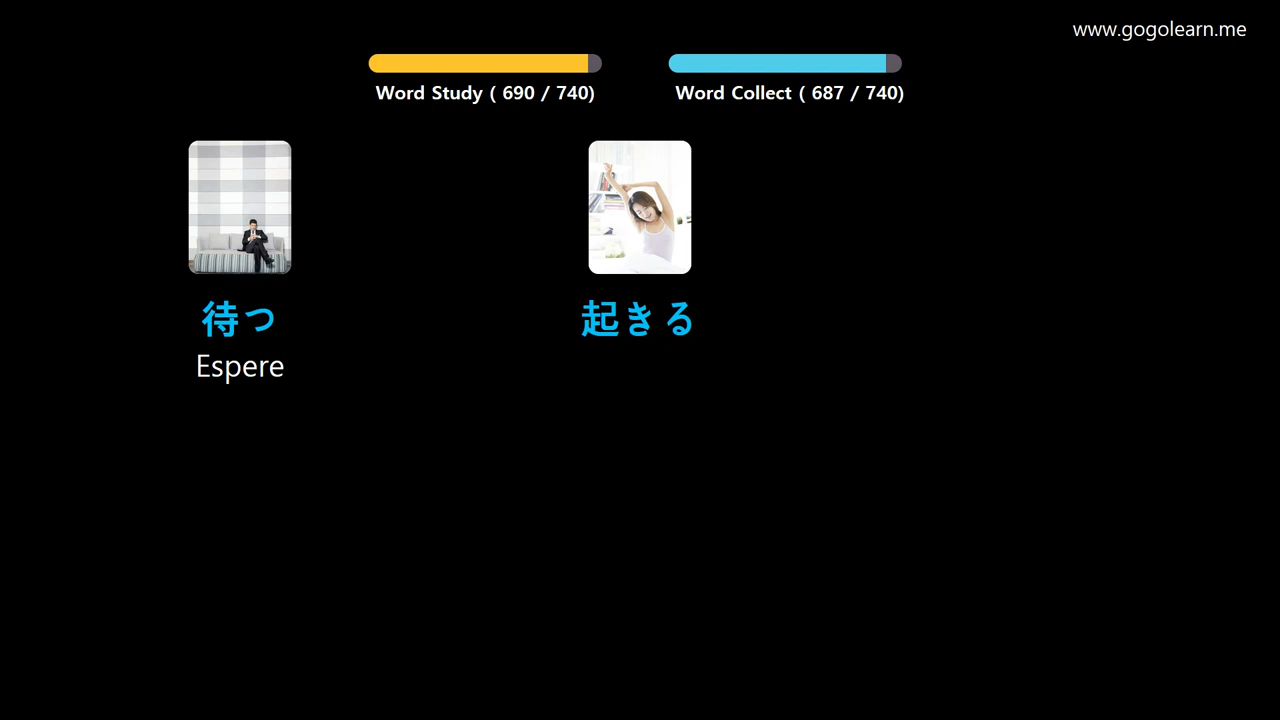 www.gogolearn.me
Word Study ( 690 / 740)
Word Collect ( 687 / 740)
待つ
起きる
Espere